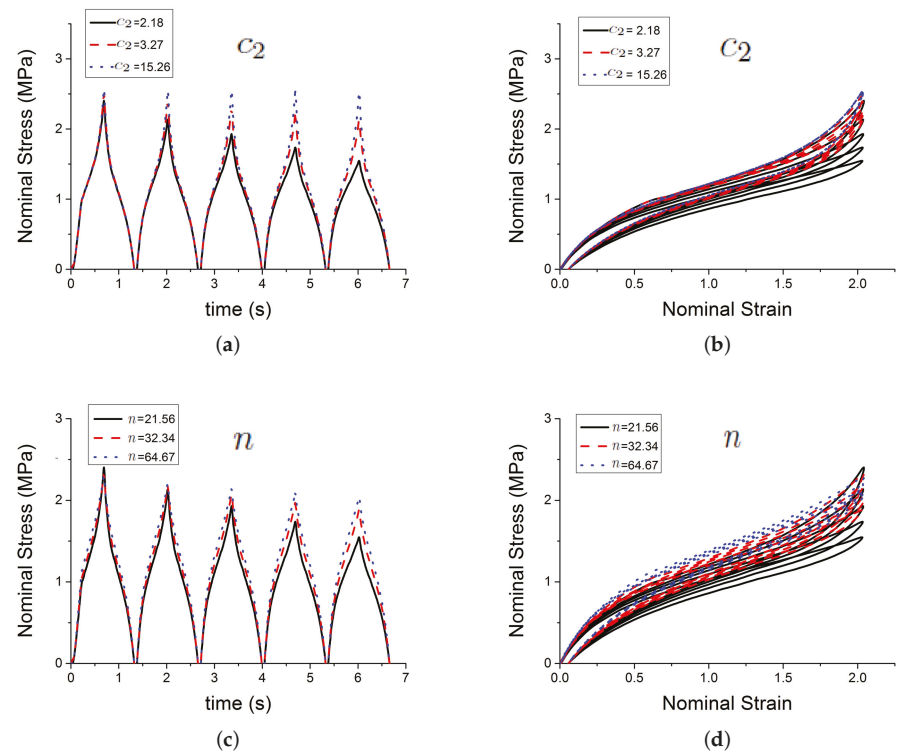 c₂=2.18
c₂=3.27
c₂=15.26
c₂
Nominal Stress (MPa)
3
2
1
0
0 1 2 3 4 5 6 7
time (s)
(a)
c₂= 2.18
c₂ = 3.27
c₂ = 15.26
c₂
Nominal Stress (MPa)
3
2
1
0
0.0 0.5 1.0 1.5 2.0
Nominal Strain
(b)
n=21.56
n=32.34
n=64.67
n
Nominal Stress (MPa)
3
2
1
0
0 1 2 3 4 5 6 7
time (s)
(c)
n=21.56
n=32.34
n=64.67
n
Nominal Stress (MPa)
3
2
1
0
0.0 0.5 1.0 1.5 2.0
Nominal Strain
(d)